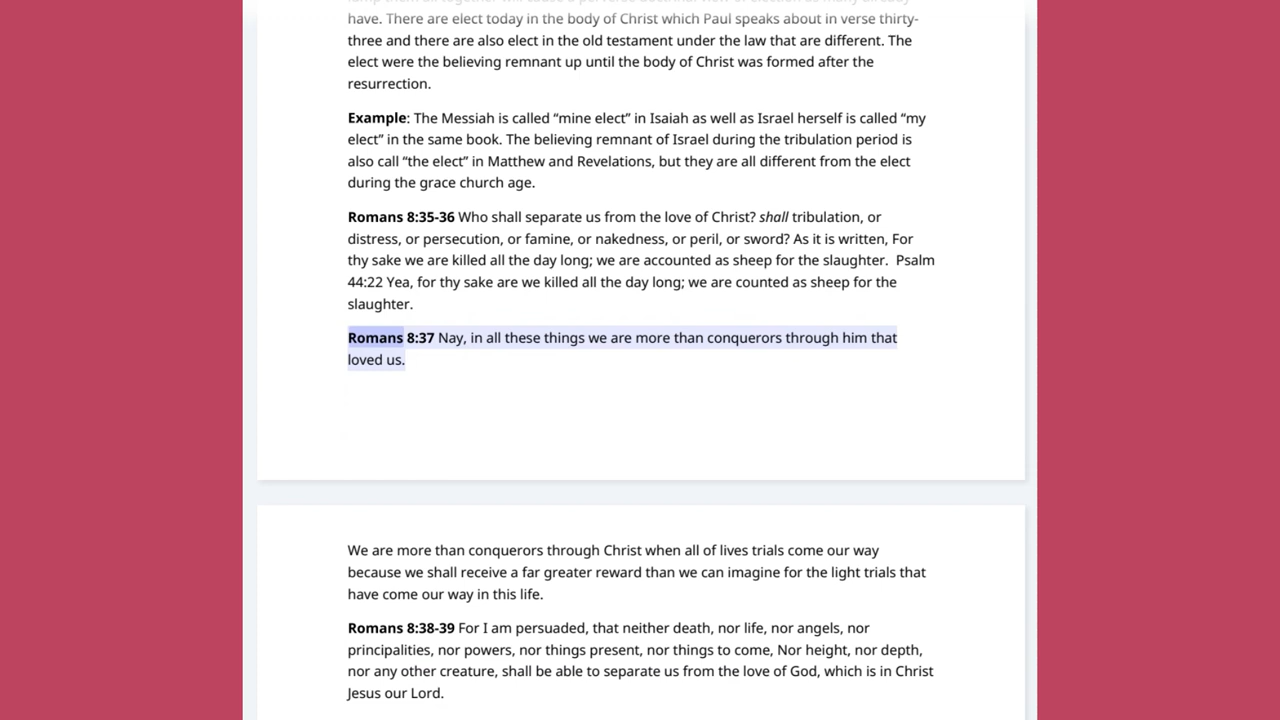 have. There are elect today in the body of Christ which Paul speaks about in verse thirty-
three and there are also elect in the old testament under the law that are different. The
elect were the believing remnant up until the body of Christ was formed after the
resurrection.
Example: The Messiah is called “mine elect” in Isaiah as well as Israel herself is called “my
elect” in the same book. The believing remnant of Israel during the tribulation period is
also call “the elect” in Matthew and Revelations, but they are all different from the elect
during the grace church age.
Romans 8:35-36 Who shall separate us from the love of Christ? shall tribulation, or
distress, or persecution, or famine, or nakedness, or peril, or sword? As it is written, For
thy sake we are killed all the day long; we are accounted as sheep for the slaughter.  Psalm
44:22 Yea, for thy sake are we killed all the day long; we are counted as sheep for the
slaughter.
Romans 8:37 Nay, in all these things we are more than conquerors through him that
loved us.
We are more than conquerors through Christ when all of lives trials come our way
because we shall receive a far greater reward than we can imagine for the light trials that
have come our way in this life.
Romans 8:38-39 For I am persuaded, that neither death, nor life, nor angels, nor
principalities, nor powers, nor things present, nor things to come, Nor height, nor depth,
nor any other creature, shall be able to separate us from the love of God, which is in Christ
Jesus our Lord.